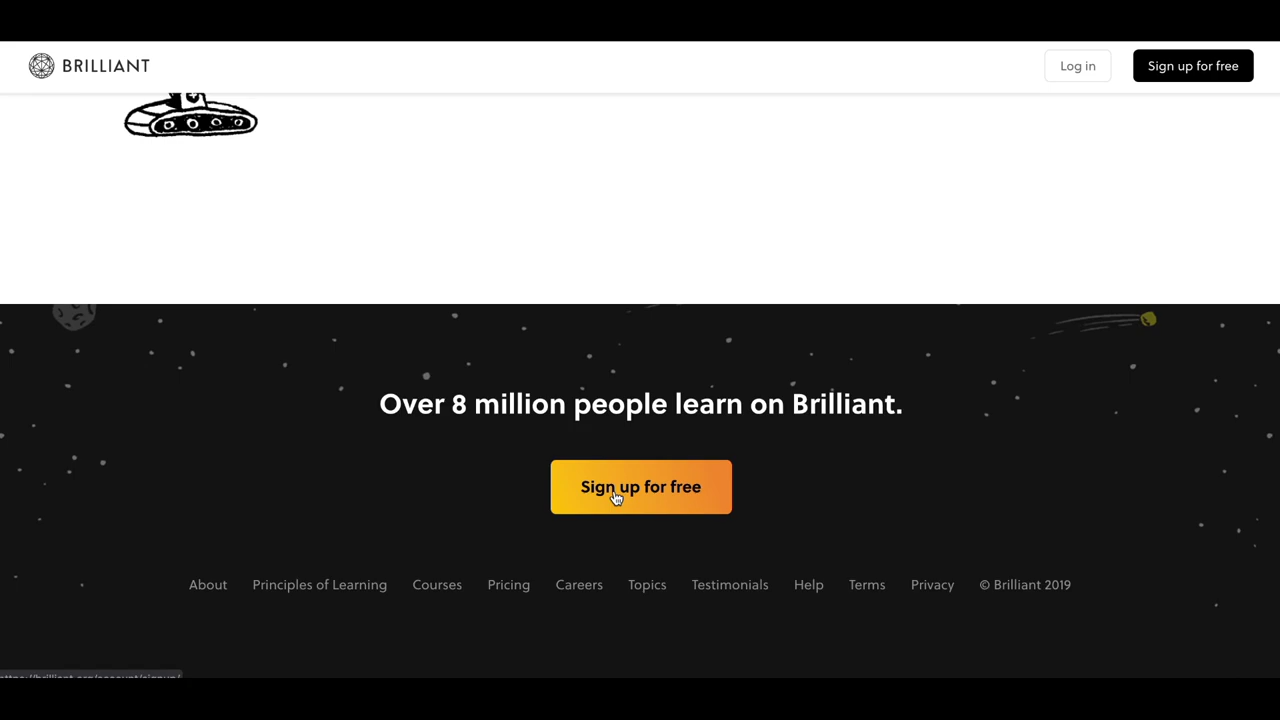 BRILLIANT
Log in
Sign up for free
Over 8 million people learn on Brilliant.
Sign up for free
About Principles of Learning Courses Pricing Careers Topics Testimonials Help Terms Privacy © Brilliant 2019